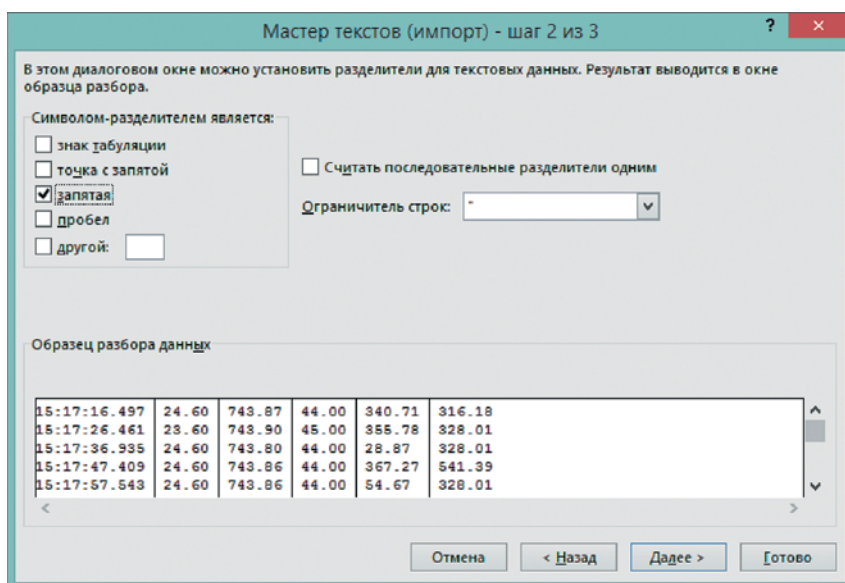 Мастер текстов (импорт) - шаг 2 из 3
?
×
В этом диалоговом окне можно установить разделители для текстовых данных. Результат выводится в окне
образца разбора.
Символом-разделителем является:
знак табуляции
точка с запятой
запятая
пробел
другой:
Считать последовательные разделители одним
Ограничитель строк: "
Образец разбора данных
15:17:16.497 24.60 743.87 44.00 340.71 316.18
15:17:26.461 23.60 743.90 45.00 355.78 328.01
15:17:36.935 24.60 743.80 44.00 28.87 328.01
15:17:47.409 24.60 743.86 44.00 367.27 541.39
15:17:57.543 24.60 743.86 44.00 54.67 328.01
Отмена < Назад Далее > Готово